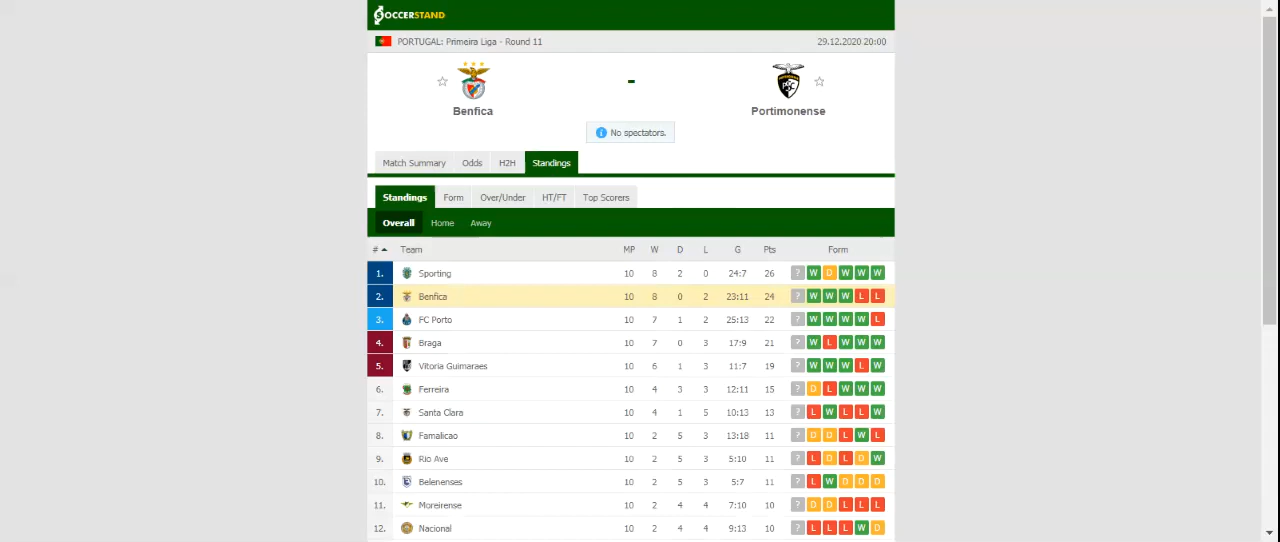 SOCCERSTAND
PORTUGAL: Primeira Liga - Round 11 29.12.2020 20:00
-
Benfica Portimonense
No spectators.
Match Summary Odds H2H Standings
Standings Form Over/Under HT/FT Top Scorers
Overall Home Away
# Team MP W D L G Pts Form
1. Sporting 10 8 2 0 24:7 26 ? W D W W W
2. Benfica 10 8 0 2 23:11 24 ? W W W L L
3. FC Porto 10 7 1 2 25:13 22 ? W W W W L
4. Braga 10 7 0 3 17:9 21 ? W L W W W
5. Vitoria Guimaraes 10 6 1 3 11:7 19 ? W W W L W
6. Ferreira 10 4 3 3 12:11 15 ? D L W W W
7. Santa Clara 10 4 1 5 10:13 13 ? L W L L W
8. Famalicao 10 2 5 3 13:18 11 ? D D L W L
9. Rio Ave 10 2 5 3 5:10 11 ? L D L D W
10. Belenenses 10 2 5 3 5:7 11 ? L W D D D
11. Moreirense 10 2 4 4 7:10 10 ? D D L L L
12. Nacional 10 2 4 4 9:13 10 ? L L L W D